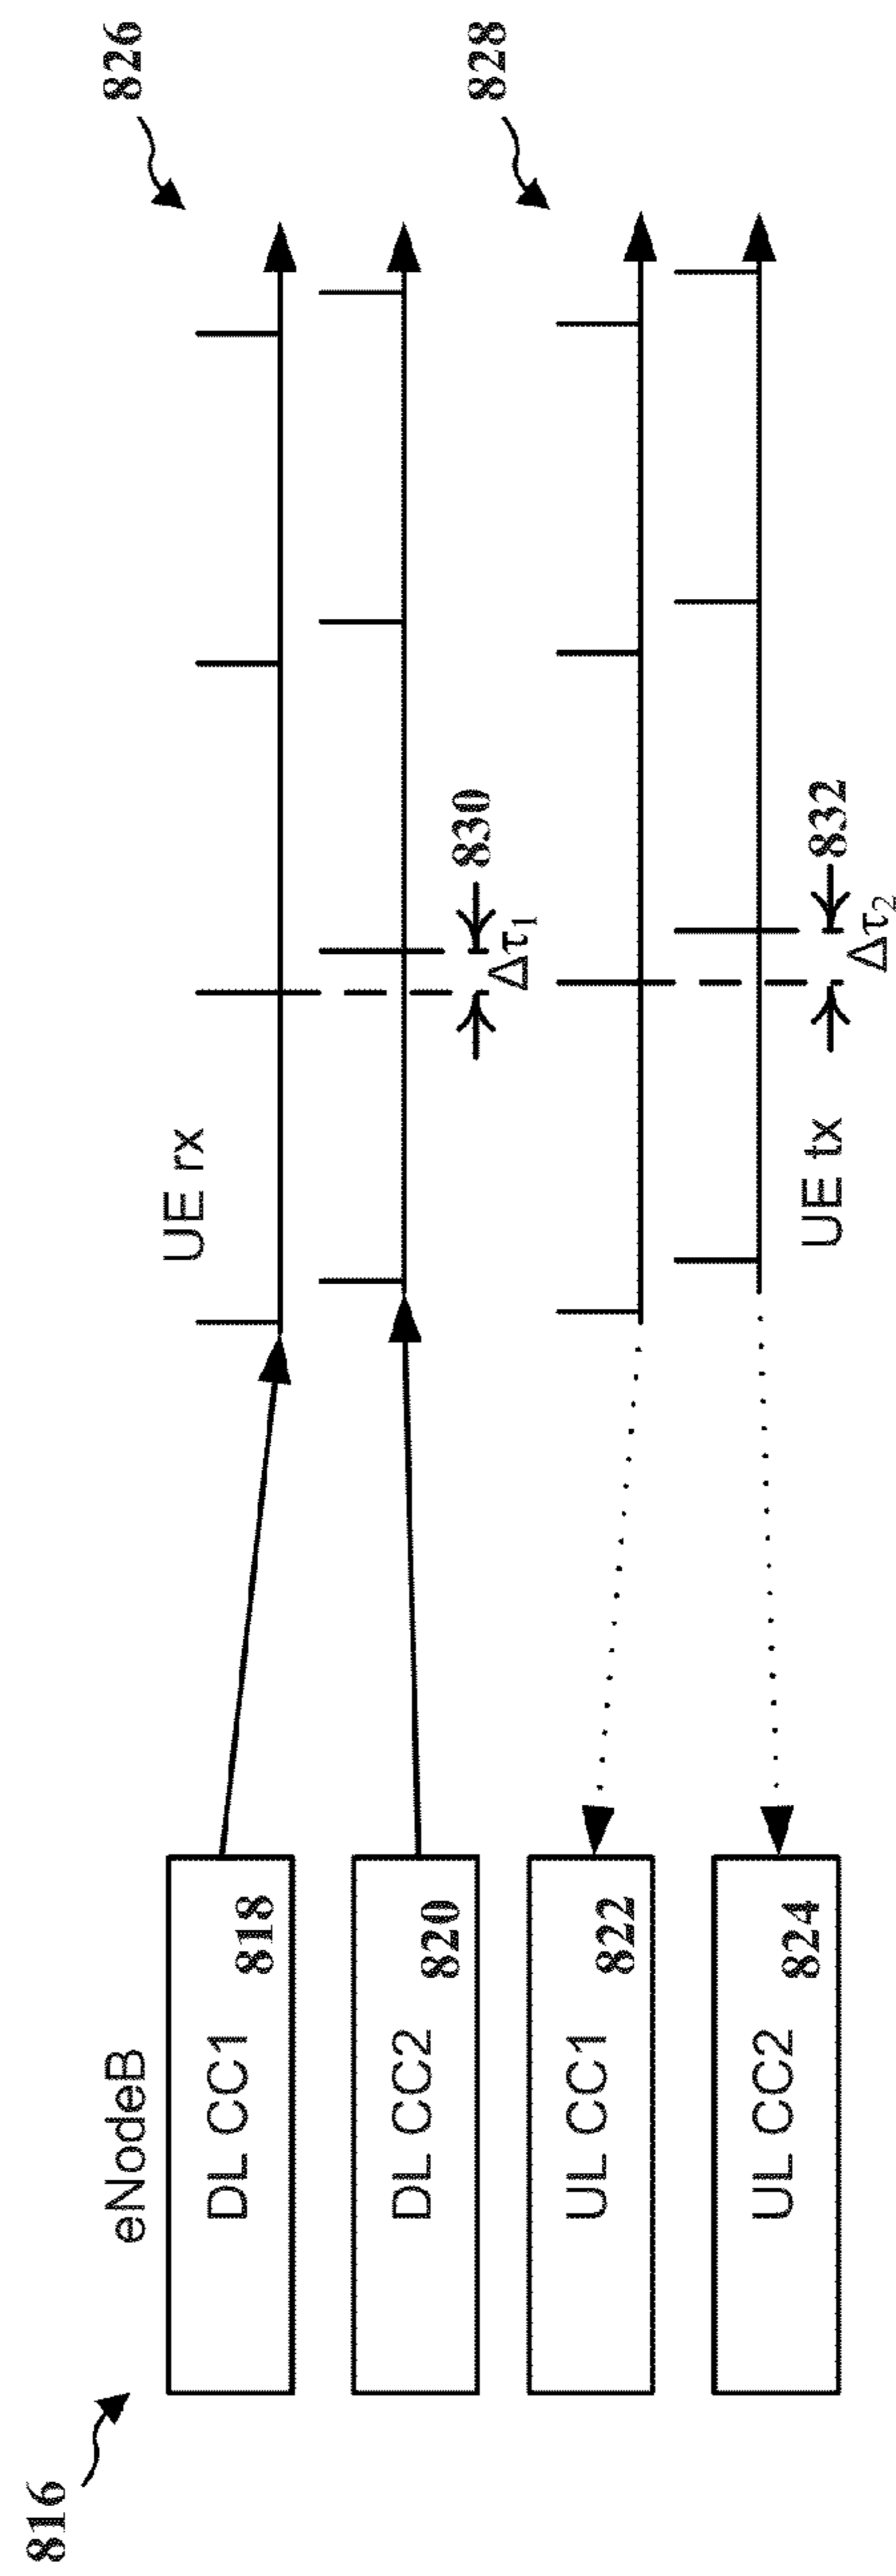 816
eNodeB
DL CC1
818
DL CC2
820
UL CC1
822
UL CC2
824
UE rx
826
830
Δτ1
828
832
Δτ2
UE tx